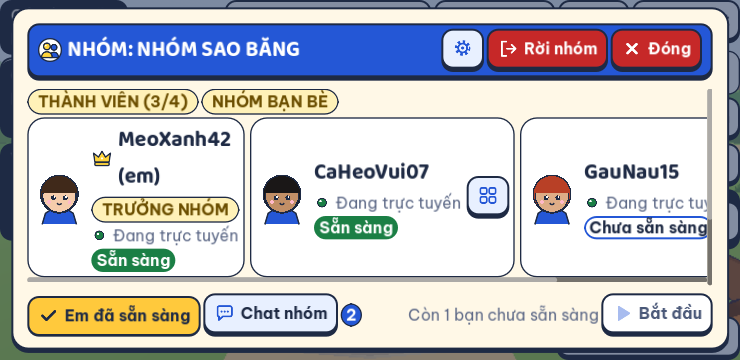 NHÓM: NHÓM SAO BĂNG
Rời nhóm
Đóng
THÀNH VIÊN (3/4)
NHÓM BẠN BÈ
MeoXanh42
(em)
TRƯỞNG NHÓM
Đang trực tuyến
Sẵn sàng
CaHeoVui07
Đang trực tuyến
Sẵn sàng
GauNau15
Đang trực tuy
Chưa sẵn sàng
Em đã sẵn sàng
Chat nhóm
2
Còn 1 bạn chưa sẵn sàng
Bắt đầu